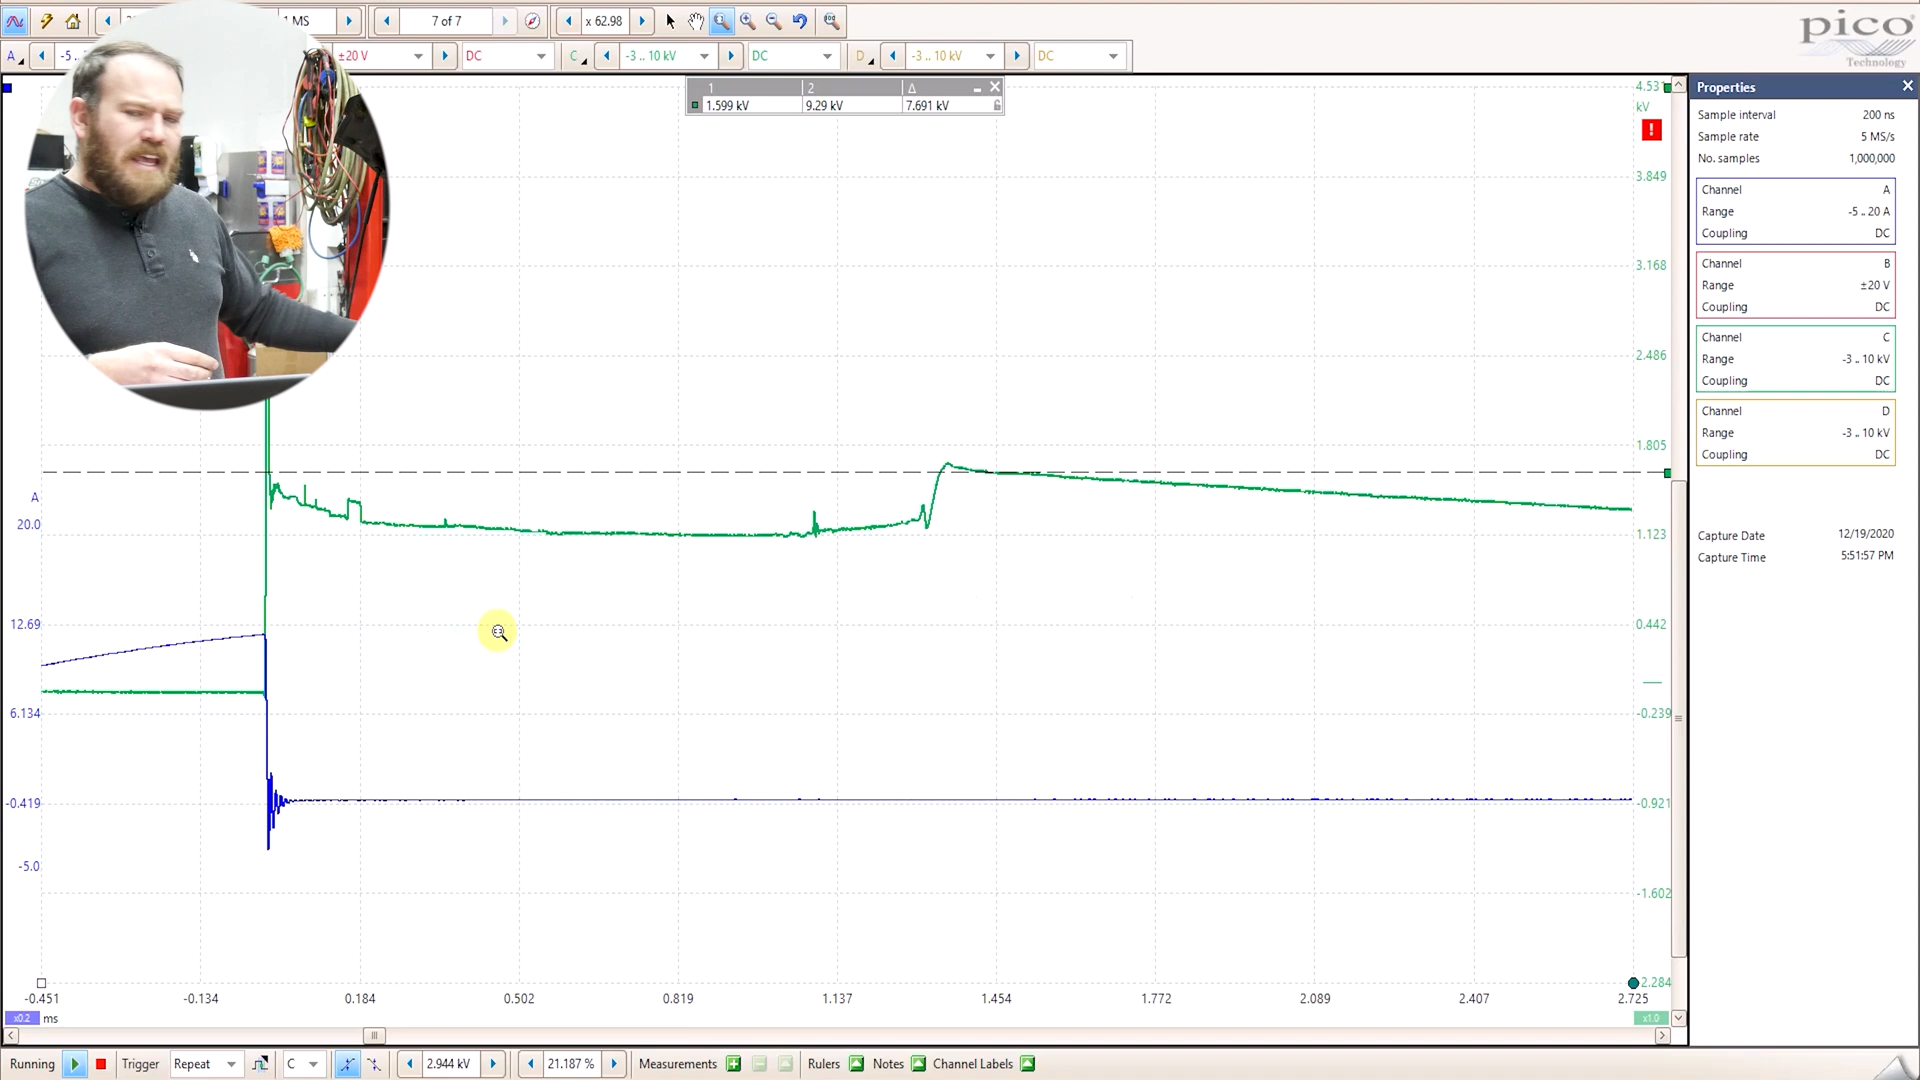 1 MS
7 of 7
x 62.98
pico
Technology
A
-5 ..
±20 V
DC
C
-3 .. 10 kV
DC
D
-3 .. 10 kV
DC
1 2 Δ
1.599 kV 9.29 kV 7.691 kV
4.531
kV
3.849
3.168
2.486
1.805
1.123
0.442
-0.239
-0.921
-1.602
2.284
A
20.0
12.69
6.134
-0.419
-5.0
-0.451 -0.134 0.184 0.502 0.819 1.137 1.454 1.772 2.089 2.407 2.725
x0.2 ms
x1.0
Properties
Sample interval 200 ns
Sample rate 5 MS/s
No. samples 1,000,000
Channel A
Range -5 .. 20 A
Coupling DC
Channel B
Range ±20 V
Coupling DC
Channel C
Range -3 .. 10 kV
Coupling DC
Channel D
Range -3 .. 10 kV
Coupling DC
Capture Date 12/19/2020
Capture Time 5:51:57 PM
Running Trigger Repeat C 2.944 kV 21.187 % Measurements Rulers Notes Channel Labels